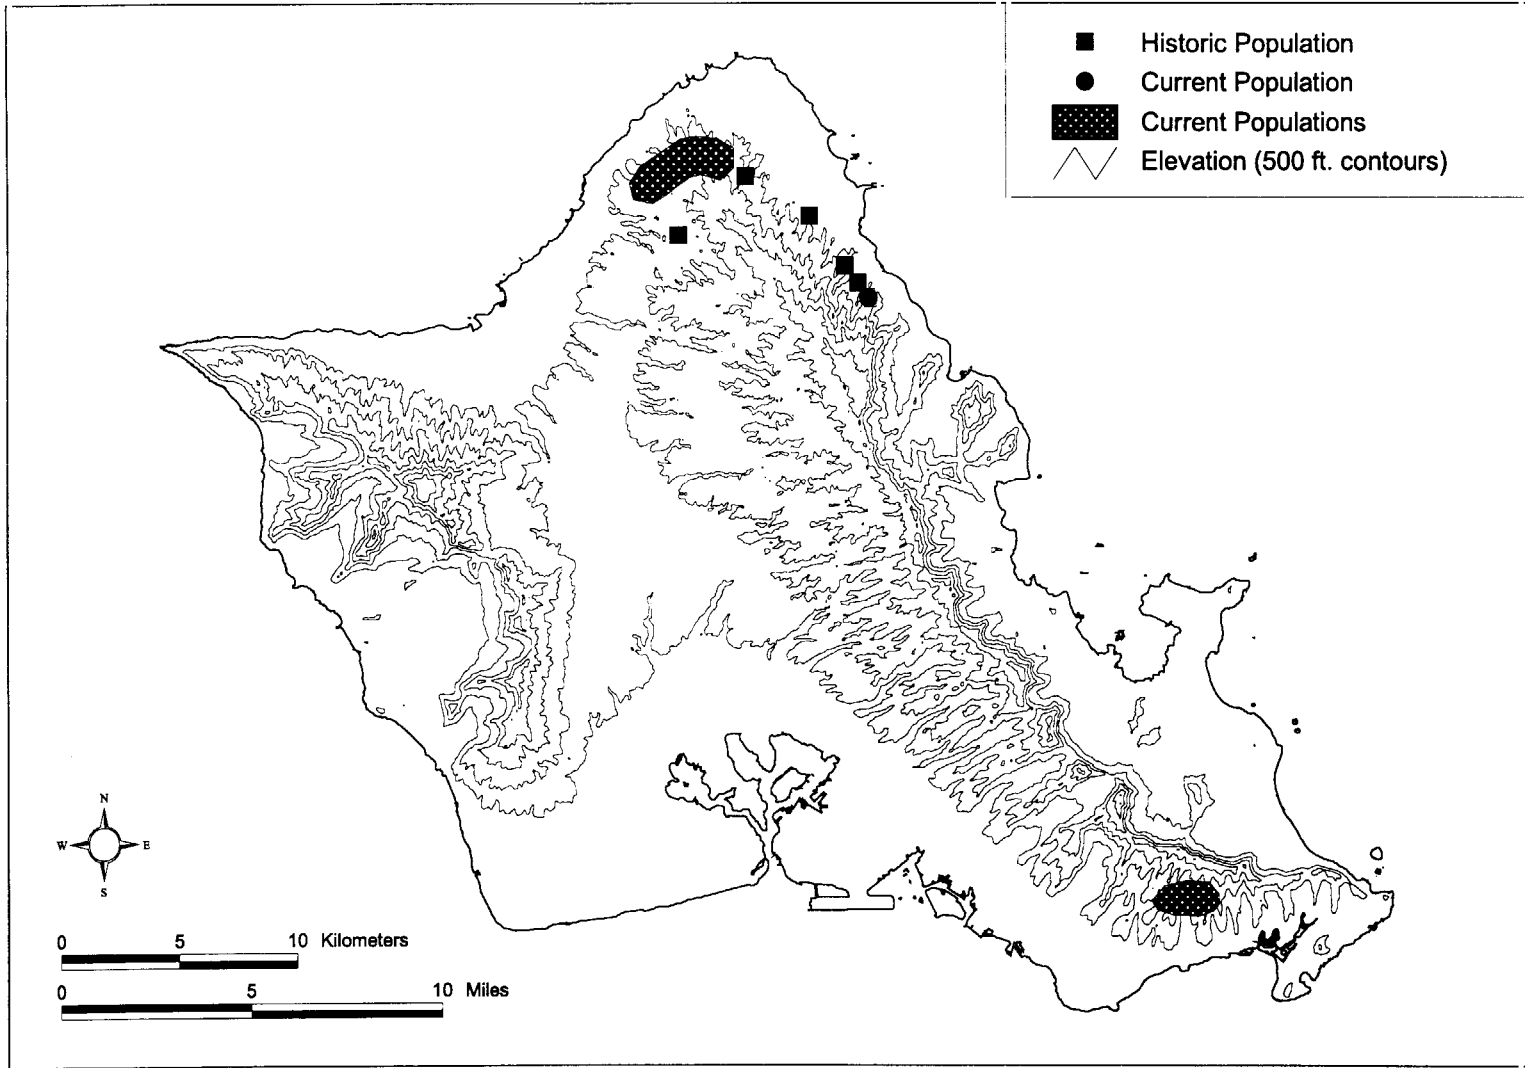 Historic Population
Current Population
Current Populations
Elevation (500 ft. contours)
N
W E
S
0 5 10 Kilometers
0 5 10 Miles